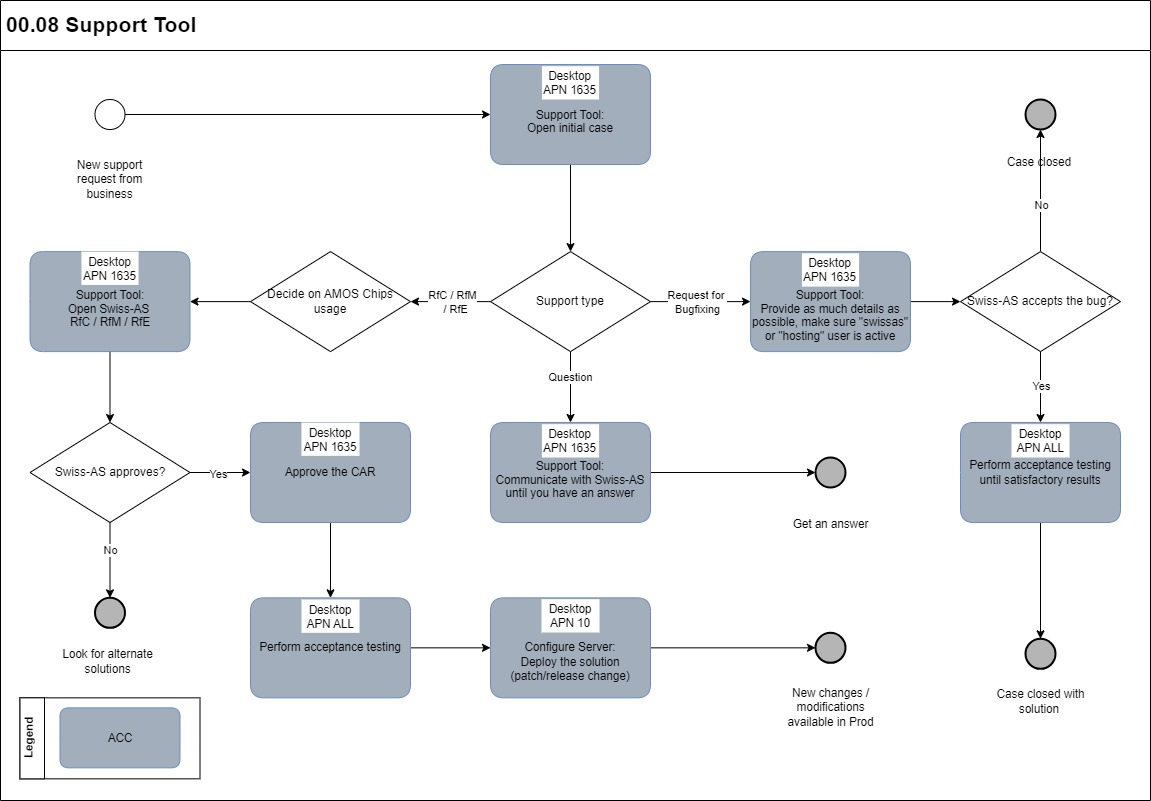 00.08 Support Tool
Desktop
APN 1635
Support Tool:
Open initial case
New support
request from
business
Case closed
No
Desktop
APN 1635
Support Tool:
Open Swiss-AS
RfC / RfM / RfE
Decide on AMOS Chips
usage
RfC / RfM
/ RfE
Support type
Request for
Bugfixing
Desktop
APN 1635
Support Tool:
Provide as much details as
possible, make sure "swissas"
or "hosting" user is active
Swiss-AS accepts the bug?
Question
Yes
Swiss-AS approves?
Yes
Desktop
APN 1635
Approve the CAR
Desktop
APN 1635
Support Tool:
Communicate with Swiss-AS
until you have an answer
Get an answer
Desktop
APN ALL
Perform acceptance testing
until satisfactory results
No
Look for alternate
solutions
Desktop
APN ALL
Perform acceptance testing
Desktop
APN 10
Configure Server:
Deploy the solution
(patch/release change)
New changes /
modifications
available in Prod
Case closed with
solution
Legend
ACC